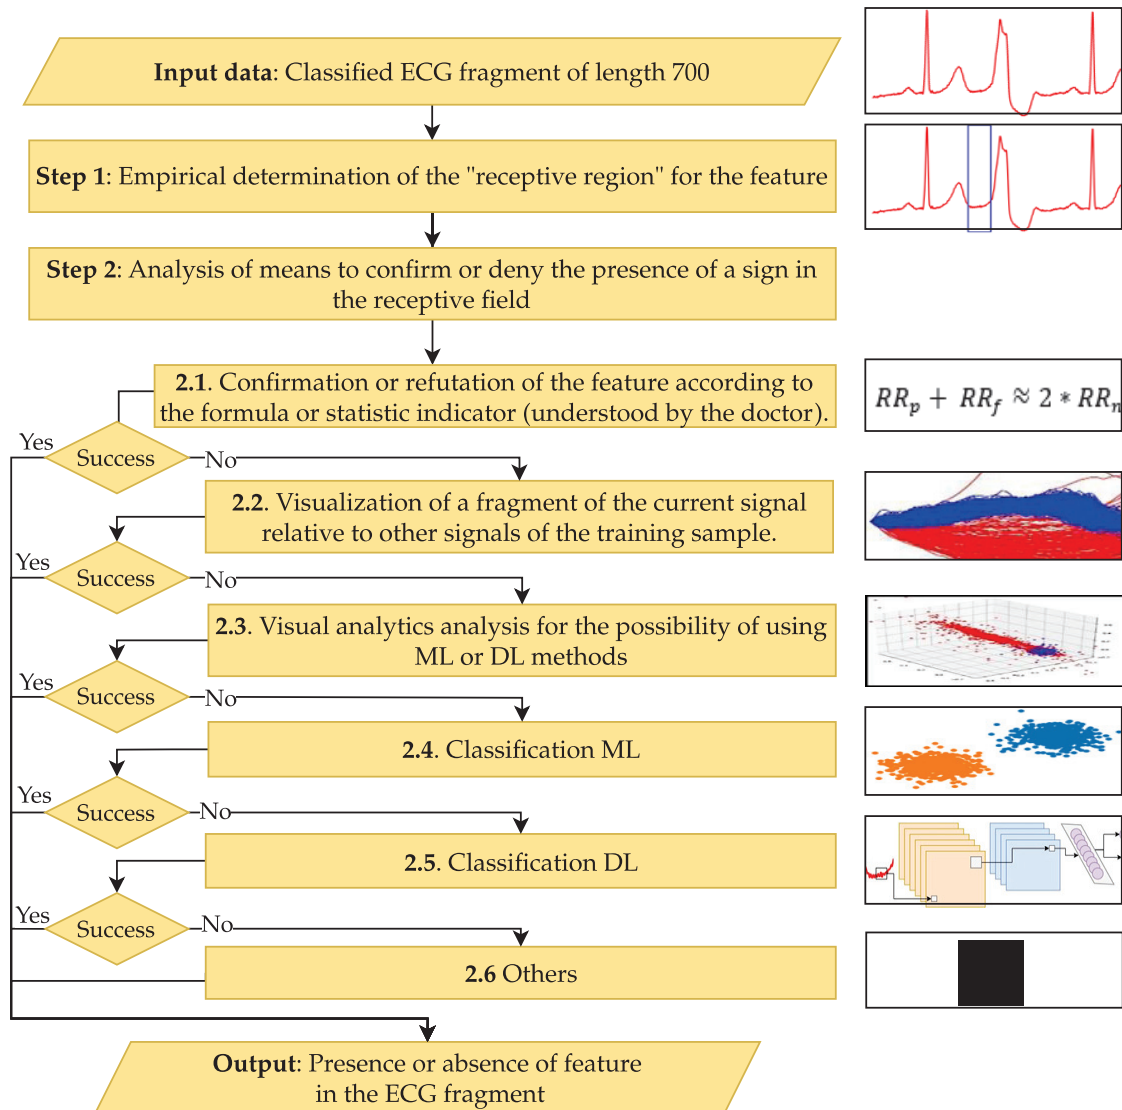 Input data: Classified ECG fragment of length 700
Step 1: Empirical determination of the "receptive region" for the feature
Step 2: Analysis of means to confirm or deny the presence of a sign in
the receptive field
2.1. Confirmation or refutation of the feature according to
the formula or statistic indicator (understood by the doctor).
RRp + RRf ≈ 2 * RRn
Yes
Success
No
2.2. Visualization of a fragment of the current signal
relative to other signals of the training sample.
Yes
Success
No
2.3. Visual analytics analysis for the possibility of using
ML or DL methods
Yes
Success
No
2.4. Classification ML
Yes
Success
No
2.5. Classification DL
Yes
Success
No
2.6 Others
Output: Presence or absence of feature
in the ECG fragment